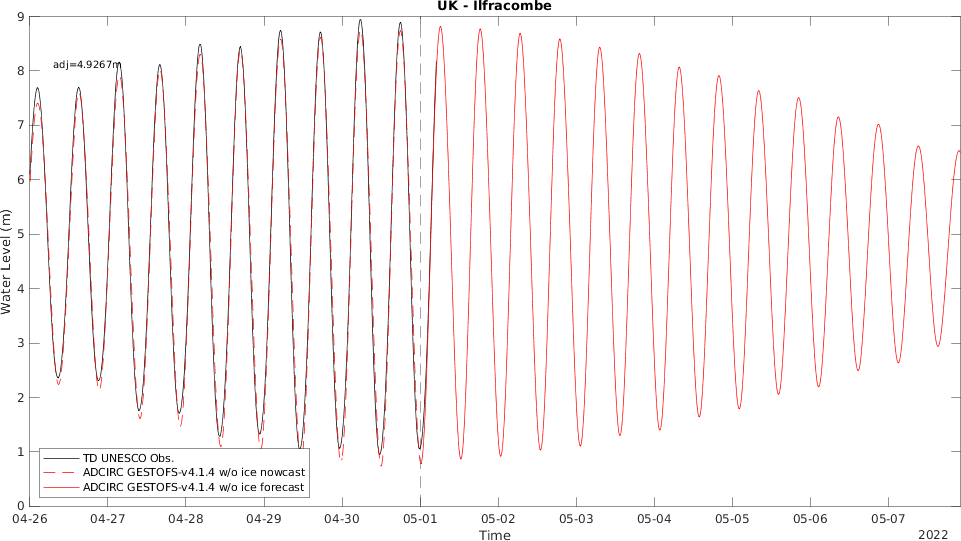 UK - Ilfracombe
9
8
7
6
5
4
3
2
1
0
Water Level (m)
adj=4.9267m
TD UNESCO Obs.
ADCIRC GESTOFS-v4.1.4 w/o ice nowcast
ADCIRC GESTOFS-v4.1.4 w/o ice forecast
04-26 04-27 04-28 04-29 04-30 05-01 05-02 05-03 05-04 05-05 05-06 05-07
Time
2022